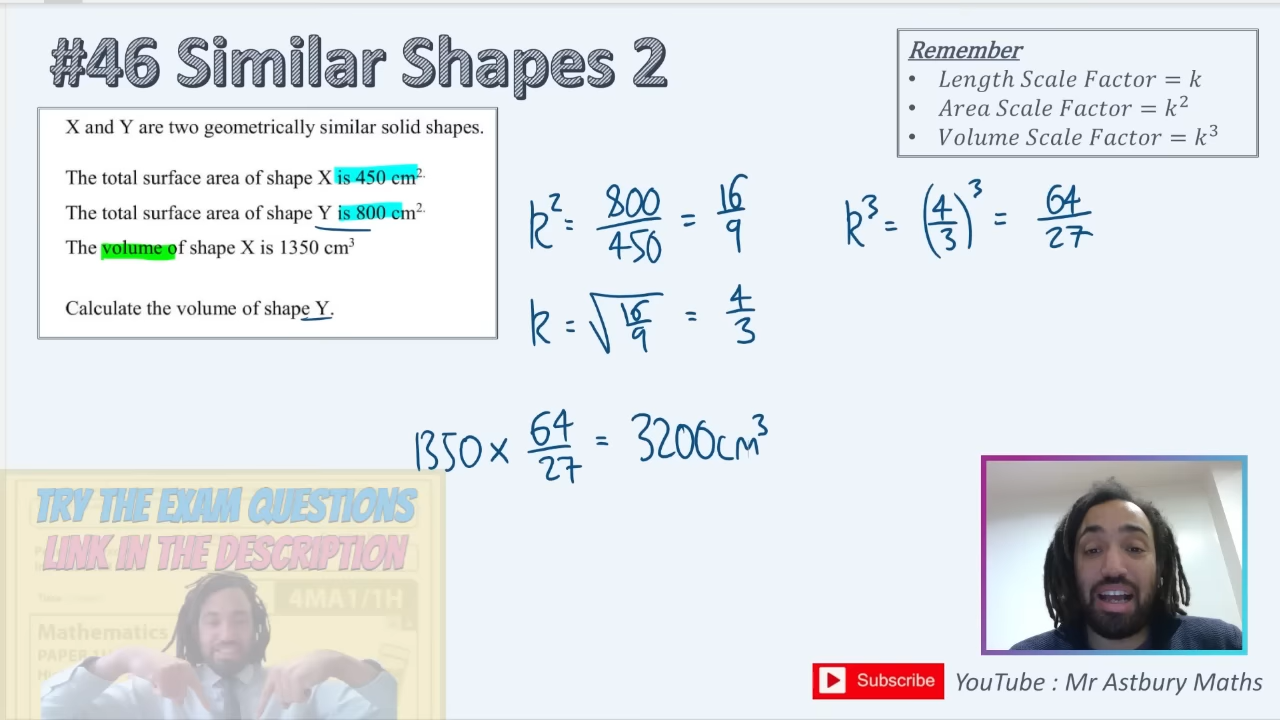 #46 Similar Shapes 2
Remember
• Length Scale Factor = k
• Area Scale Factor = k²
• Volume Scale Factor = k³
X and Y are two geometrically similar solid shapes.
The total surface area of shape X is 450 cm².
The total surface area of shape Y is 800 cm².
The volume of shape X is 1350 cm³
Calculate the volume of shape Y.
k² = 800/450 = 16/9
k = √16/9 = 4/3
k³ = (4/3)³ = 64/27
1350 × 64/27 = 3200cm³
TRY THE EXAM QUESTIONS
LINK IN THE DESCRIPTION
4MA1/1H
Mathematics
PAPER
Subscribe
YouTube : Mr Astbury Maths